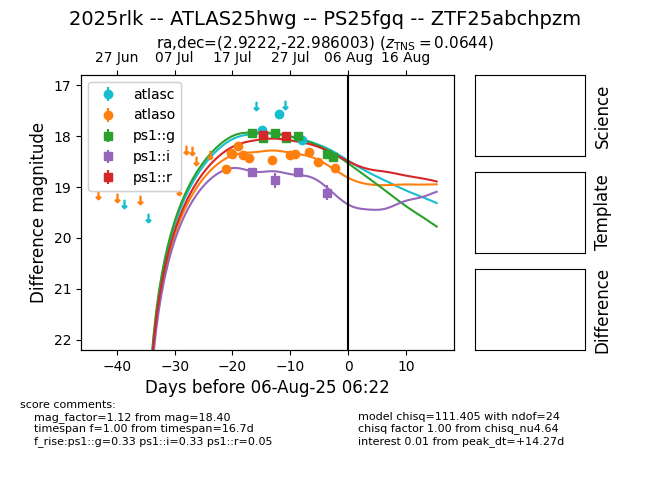 2025rlk -- ATLAS25hwg -- PS25fgq -- ZTF25abchpzm
ra,dec=(2.9222,-22.986003) (z_TNS = 0.0644)
27 Jun 07 Jul 17 Jul 27 Jul 06 Aug 16 Aug
17
18
19
20
21
22
Difference magnitude
atlasc
atlaso
ps1::g
ps1::i
ps1::r
−40 −30 −20 −10 0 10
Days before 06-Aug-25 06:22
Science
Template
Difference
score comments:
mag_factor=1.12 from mag=18.40
timespan f=1.00 from timespan=16.7d
f_rise:ps1::g=0.33 ps1::i=0.33 ps1::r=0.05
model chisq=111.405 with ndof=24
chisq factor 1.00 from chisq_nu4.64
interest 0.01 from peak_dt=+14.27d